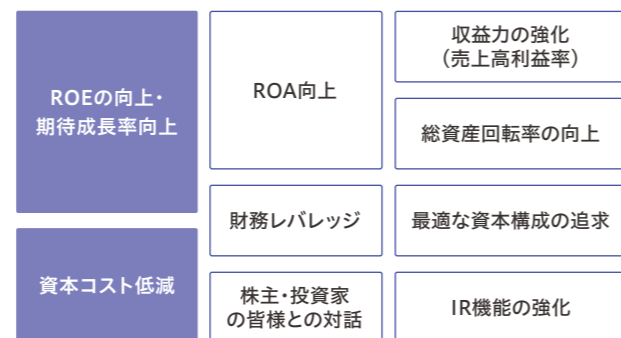 ROEの向上・
期待成長率向上
ROA向上
収益力の強化
(売上高利益率)
総資産回転率の向上
財務レバレッジ
最適な資本構成の追求
資本コスト低減
株主・投資家
の皆様との対話
IR機能の強化